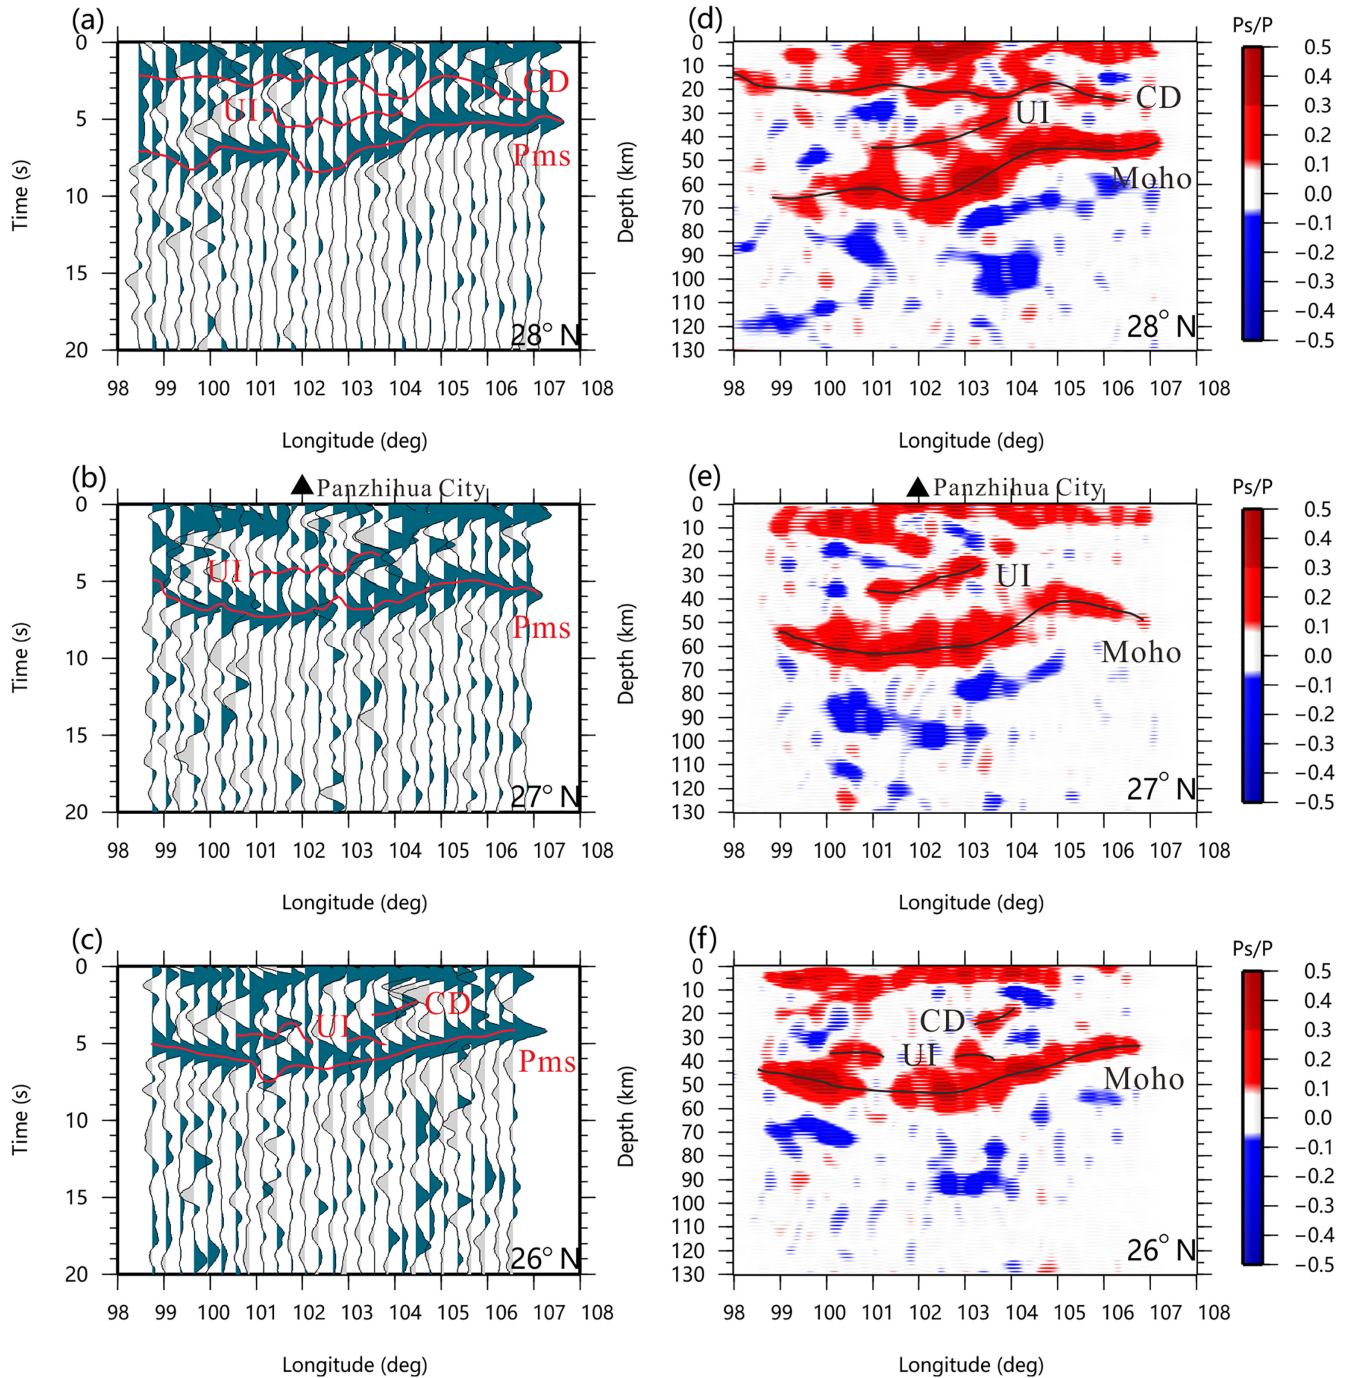 (a)
0
5
10
15
20
Time (s)
CD
UI
Pms
28° N
98 99 100 101 102 103 104 105 106 107 108
Longitude (deg)
(d)
0
10
20
30
40
50
60
70
80
90
100
110
120
130
Depth (km)
CD
UI
Moho
28° N
98 99 100 101 102 103 104 105 106 107 108
Longitude (deg)
Ps/P
0.5
0.4
0.3
0.2
0.1
0.0
−0.1
−0.2
−0.3
−0.4
−0.5
(b)
Panzhihua City
0
5
10
15
20
Time (s)
UI
Pms
27° N
98 99 100 101 102 103 104 105 106 107 108
Longitude (deg)
(e)
Panzhihua City
0
10
20
30
40
50
60
70
80
90
100
110
120
130
Depth (km)
UI
Moho
27° N
98 99 100 101 102 103 104 105 106 107 108
Longitude (deg)
Ps/P
0.5
0.4
0.3
0.2
0.1
0.0
−0.1
−0.2
−0.3
−0.4
−0.5
(c)
0
5
10
15
20
Time (s)
CD
UI
Pms
26° N
98 99 100 101 102 103 104 105 106 107 108
Longitude (deg)
(f)
0
10
20
30
40
50
60
70
80
90
100
110
120
130
Depth (km)
CD
UI
Moho
26° N
98 99 100 101 102 103 104 105 106 107 108
Longitude (deg)
Ps/P
0.5
0.4
0.3
0.2
0.1
0.0
−0.1
−0.2
−0.3
−0.4
−0.5